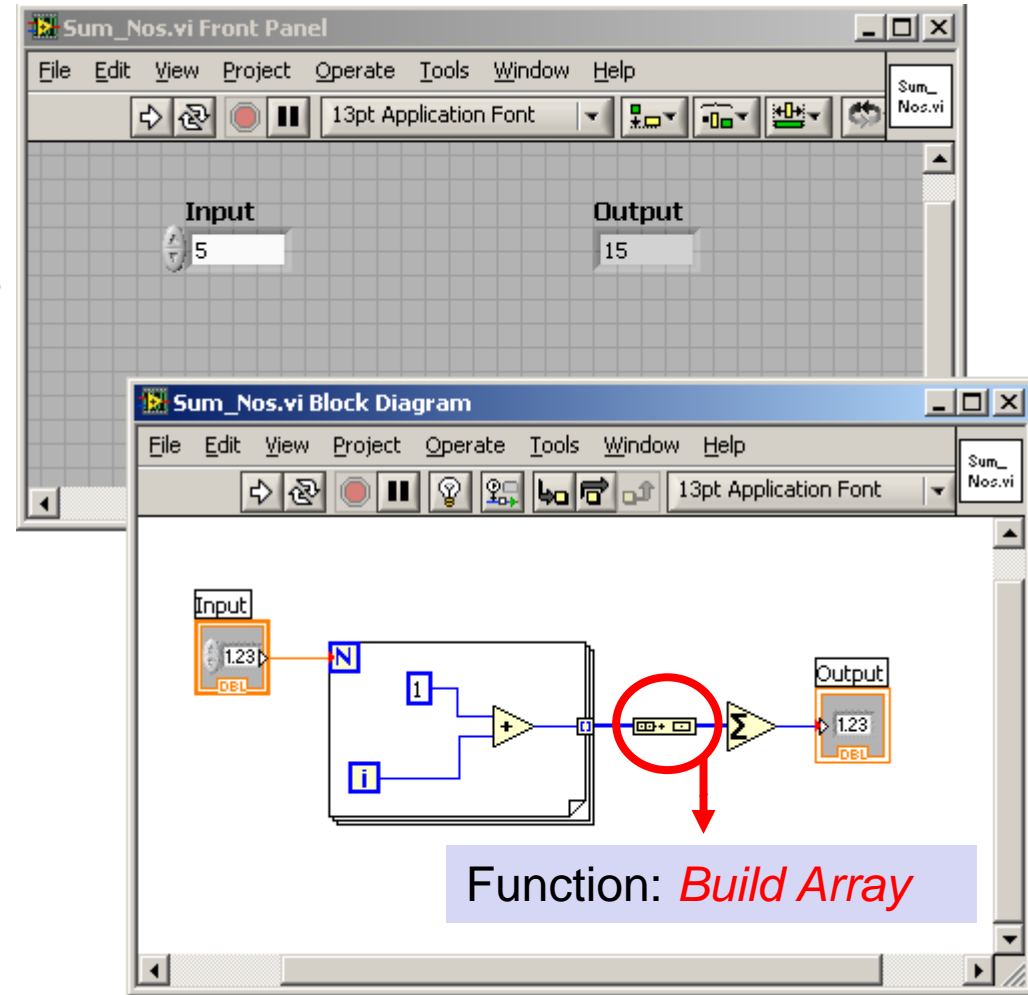 Sum_Nos.vi Front Panel
File Edit View Project Operate Tools Window Help
Sum_
Nos.vi
13pt Application Font
Input
Output
5
15
Sum_Nos.vi Block Diagram
File Edit View Project Operate Tools Window Help
Sum_
Nos.vi
13pt Application Font
Input
1.23
DBL
N
1
+
i
+
Σ
Output
1.23
DBL
Function: Build Array